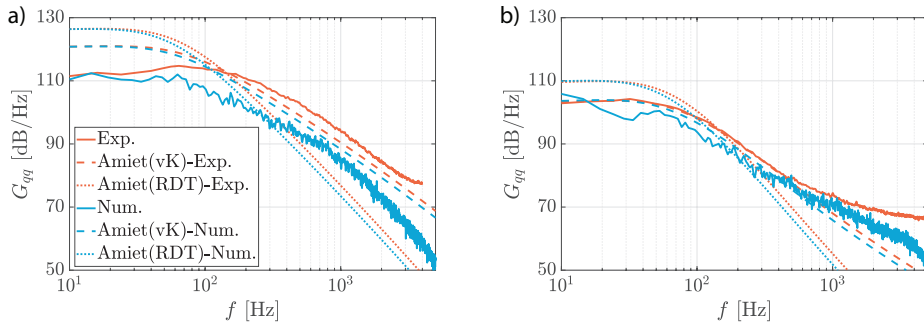 a)
130
110
90
70
50
G_qq [dB/Hz]
Exp.
Amiet(vK)-Exp.
Amiet(RDT)-Exp.
Num.
Amiet(vK)-Num.
Amiet(RDT)-Num.
10^1 10^2 10^3
f [Hz]
b)
130
110
90
70
50
G_qq [dB/Hz]
10^1 10^2 10^3
f [Hz]